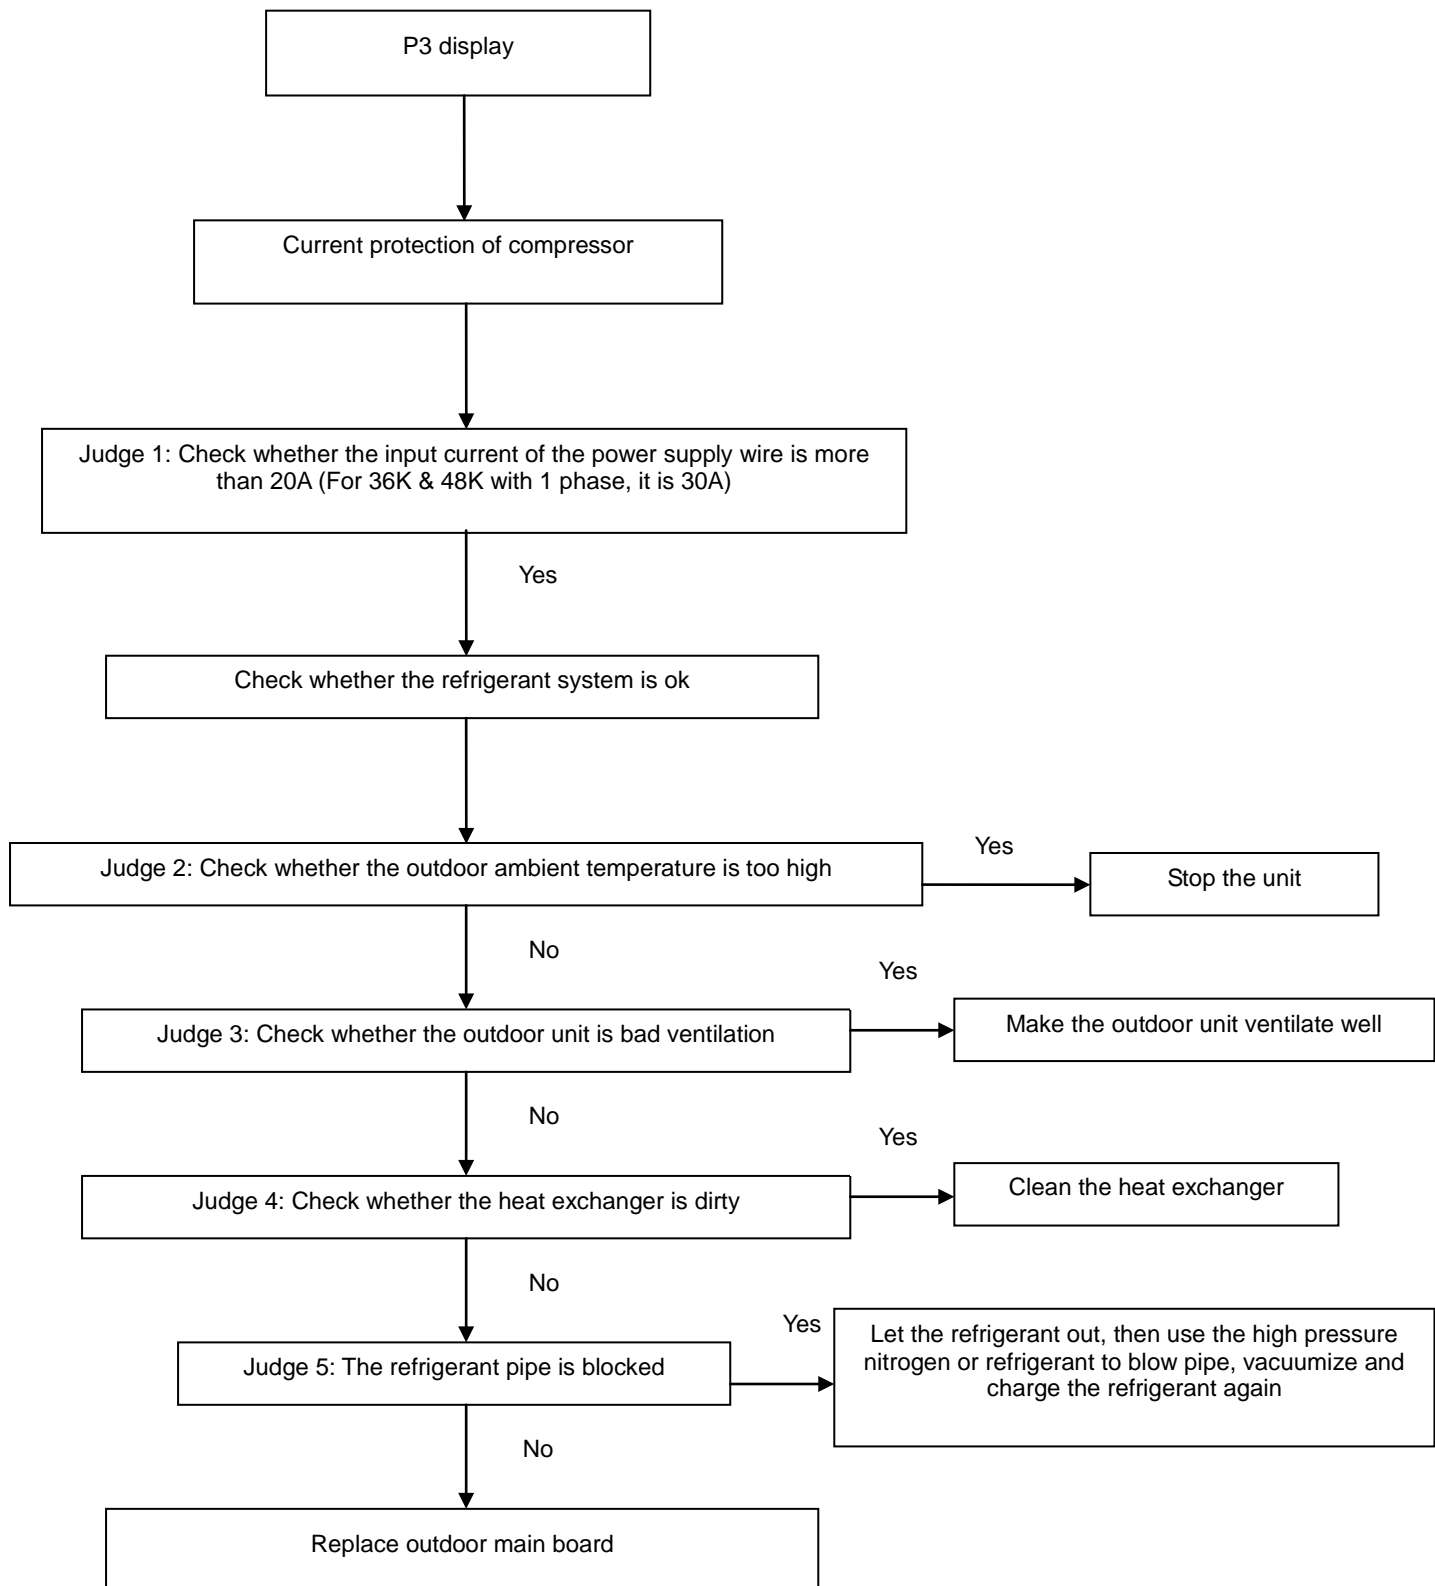 P3 display
Current protection of compressor
Judge 1: Check whether the input current of the power supply wire is more
than 20A (For 36K & 48K with 1 phase, it is 30A)
Yes
Check whether the refrigerant system is ok
Judge 2: Check whether the outdoor ambient temperature is too high
Yes
Stop the unit
No
Judge 3: Check whether the outdoor unit is bad ventilation
Yes
Make the outdoor unit ventilate well
No
Judge 4: Check whether the heat exchanger is dirty
Yes
Clean the heat exchanger
No
Judge 5: The refrigerant pipe is blocked
Yes
Let the refrigerant out, then use the high pressure
nitrogen or refrigerant to blow pipe, vacuumize and
charge the refrigerant again
No
Replace outdoor main board